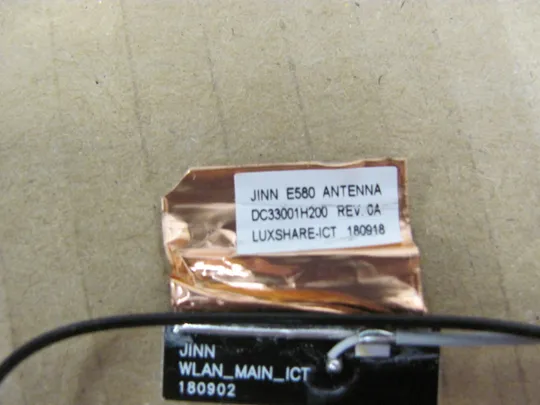 JINN E580 ANTENNA
DC33001H200 REV. 0A
LUXSHARE-ICT 180918
JINN
WLAN_MAIN_ICT
180902